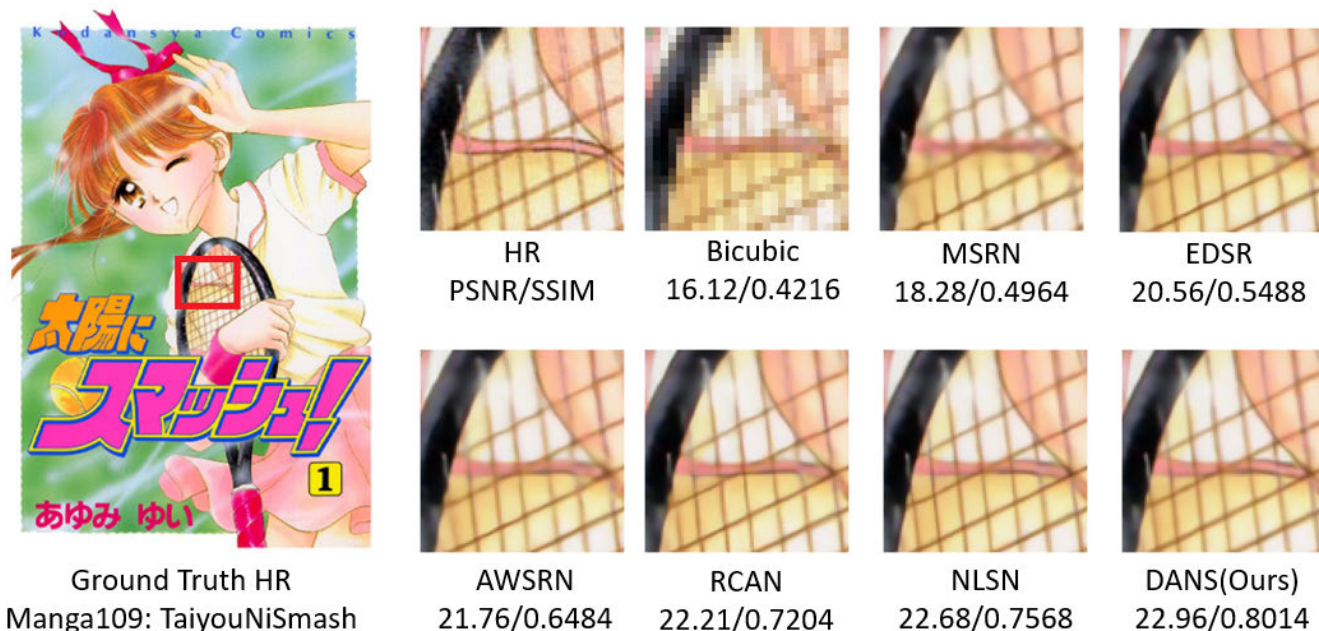 Kodansya Comics
太陽に
スマッシュ!
1
あゆみ ゆい
Ground Truth HR
Manga109: TaiyouNiSmash
HR
PSNR/SSIM
Bicubic
16.12/0.4216
MSRN
18.28/0.4964
EDSR
20.56/0.5488
AWSRN
21.76/0.6484
RCAN
22.21/0.7204
NLSN
22.68/0.7568
DANS(Ours)
22.96/0.8014